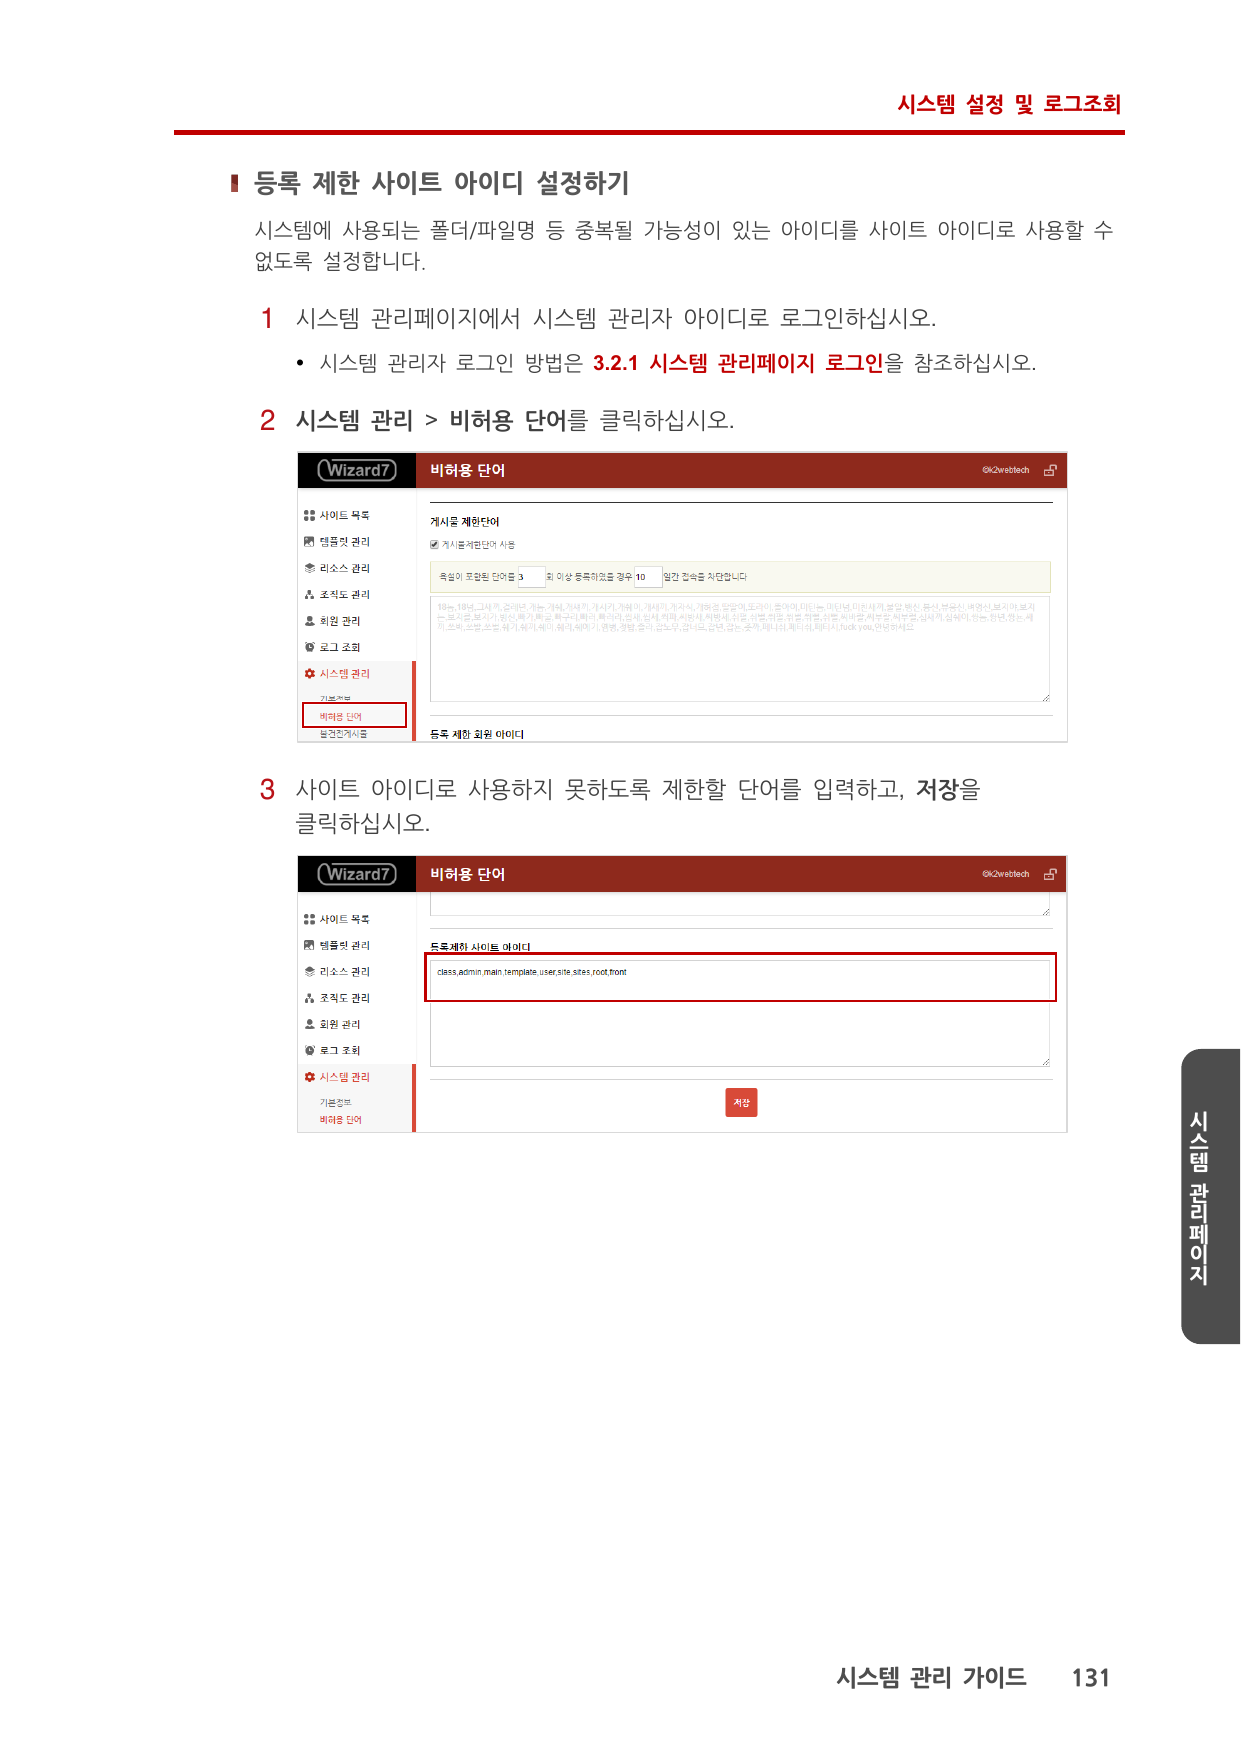 시스템 설정 및 로그조회
등록 제한 사이트 아이디 설정하기
시스템에 사용되는 폴더/파일명 등 중복될 가능성이 있는 아이디를 사이트 아이디로 사용할 수
없도록 설정합니다.
1 시스템 관리페이지에서 시스템 관리자 아이디로 로그인하십시오.
• 시스템 관리자 로그인 방법은 3.2.1 시스템 관리페이지 로그인을 참조하십시오.
2 시스템 관리 > 비허용 단어를 클릭하십시오.
Wizard7 비허용 단어 @k2webtech
사이트 목록
게시물 제한단어
템플릿 관리
게시물제한단어 사용
리소스 관리
욕설이 포함된 단어를 3 회 이상 등록하였을 경우 10 일간 접속을 차단합니다
조직도 관리
회원 관리
로그 조회
시스템 관리
기본정보
비허용 단어
불건전게시물
등록 제한 회원 아이디
3 사이트 아이디로 사용하지 못하도록 제한할 단어를 입력하고, 저장을
클릭하십시오.
Wizard7 비허용 단어 @k2webtech
사이트 목록
템플릿 관리
등록제한 사이트 아이디
리소스 관리
class,admin,main,template,user,site,sites,root,front
조직도 관리
회원 관리
로그 조회
시스템 관리
기본정보
저장
비허용 단어
시스템 관리페이지
시스템 관리 가이드 131